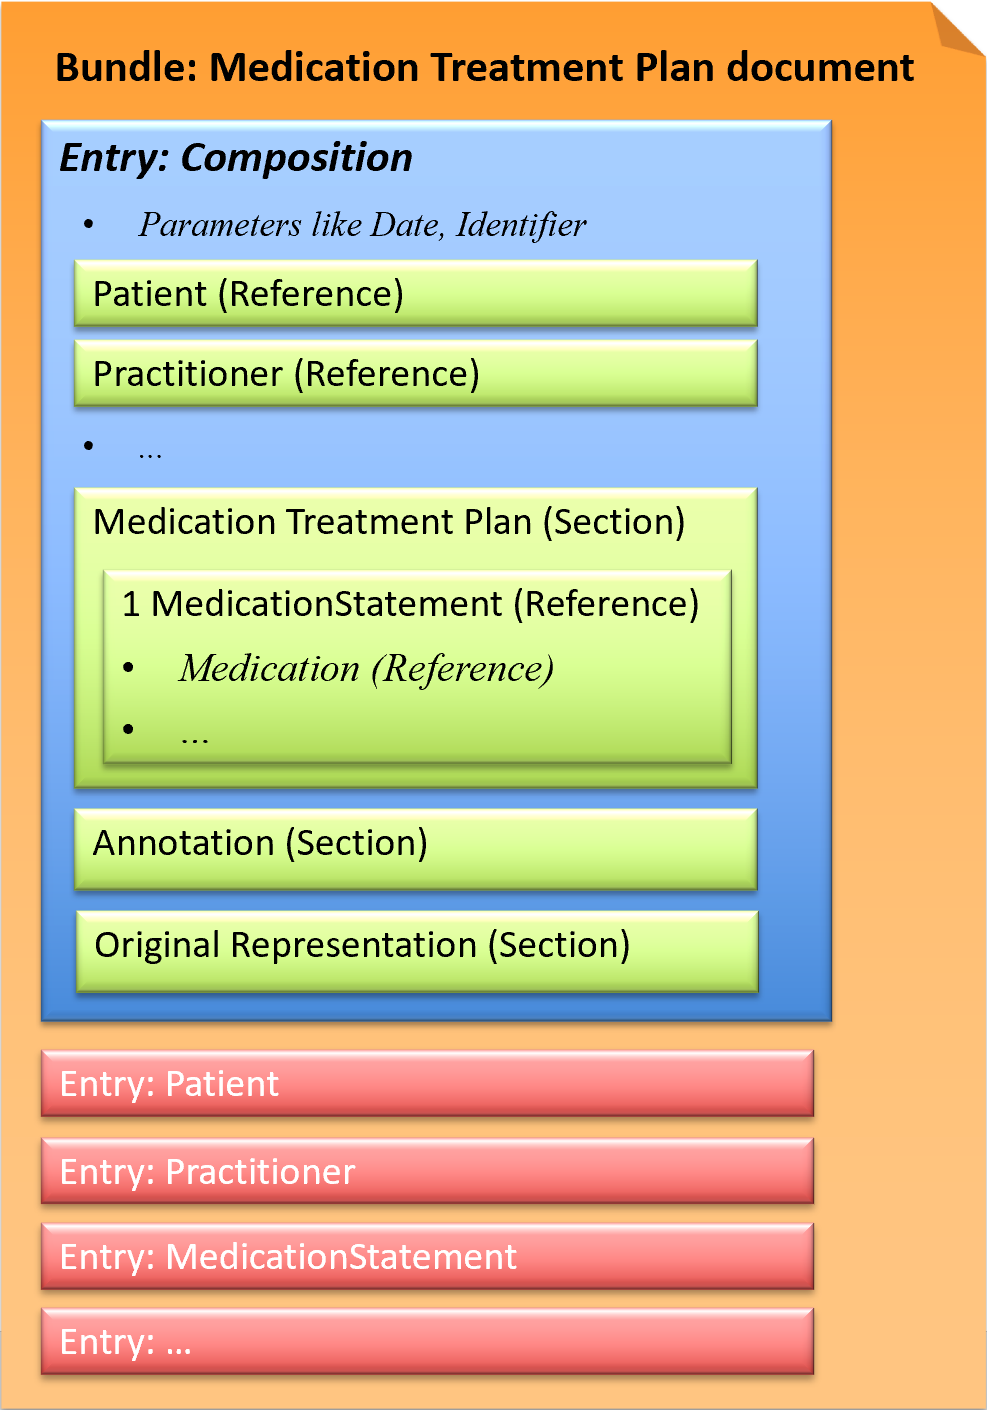 Bundle: Medication Treatment Plan document
Entry: Composition
• Parameters like Date, Identifier
Patient (Reference)
Practitioner (Reference)
• ...
Medication Treatment Plan (Section)
1 MedicationStatement (Reference)
• Medication (Reference)
• ...
Annotation (Section)
Original Representation (Section)
Entry: Patient
Entry: Practitioner
Entry: MedicationStatement
Entry: ...